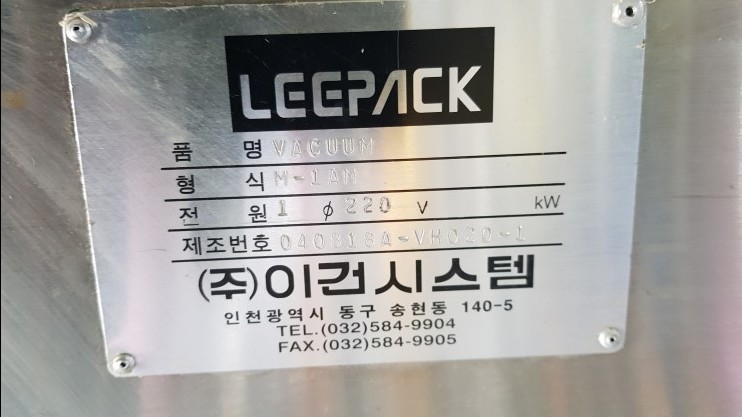 LEEPACK
품 명 VACUUM
형 식 M-1AM
전 원 1 ϕ 220 V kW
제조번호 040818A-VM020-1
(주)이건시스템
인천광역시 동구 송현동 140-5
TEL.(032)584-9904
FAX.(032)584-9905